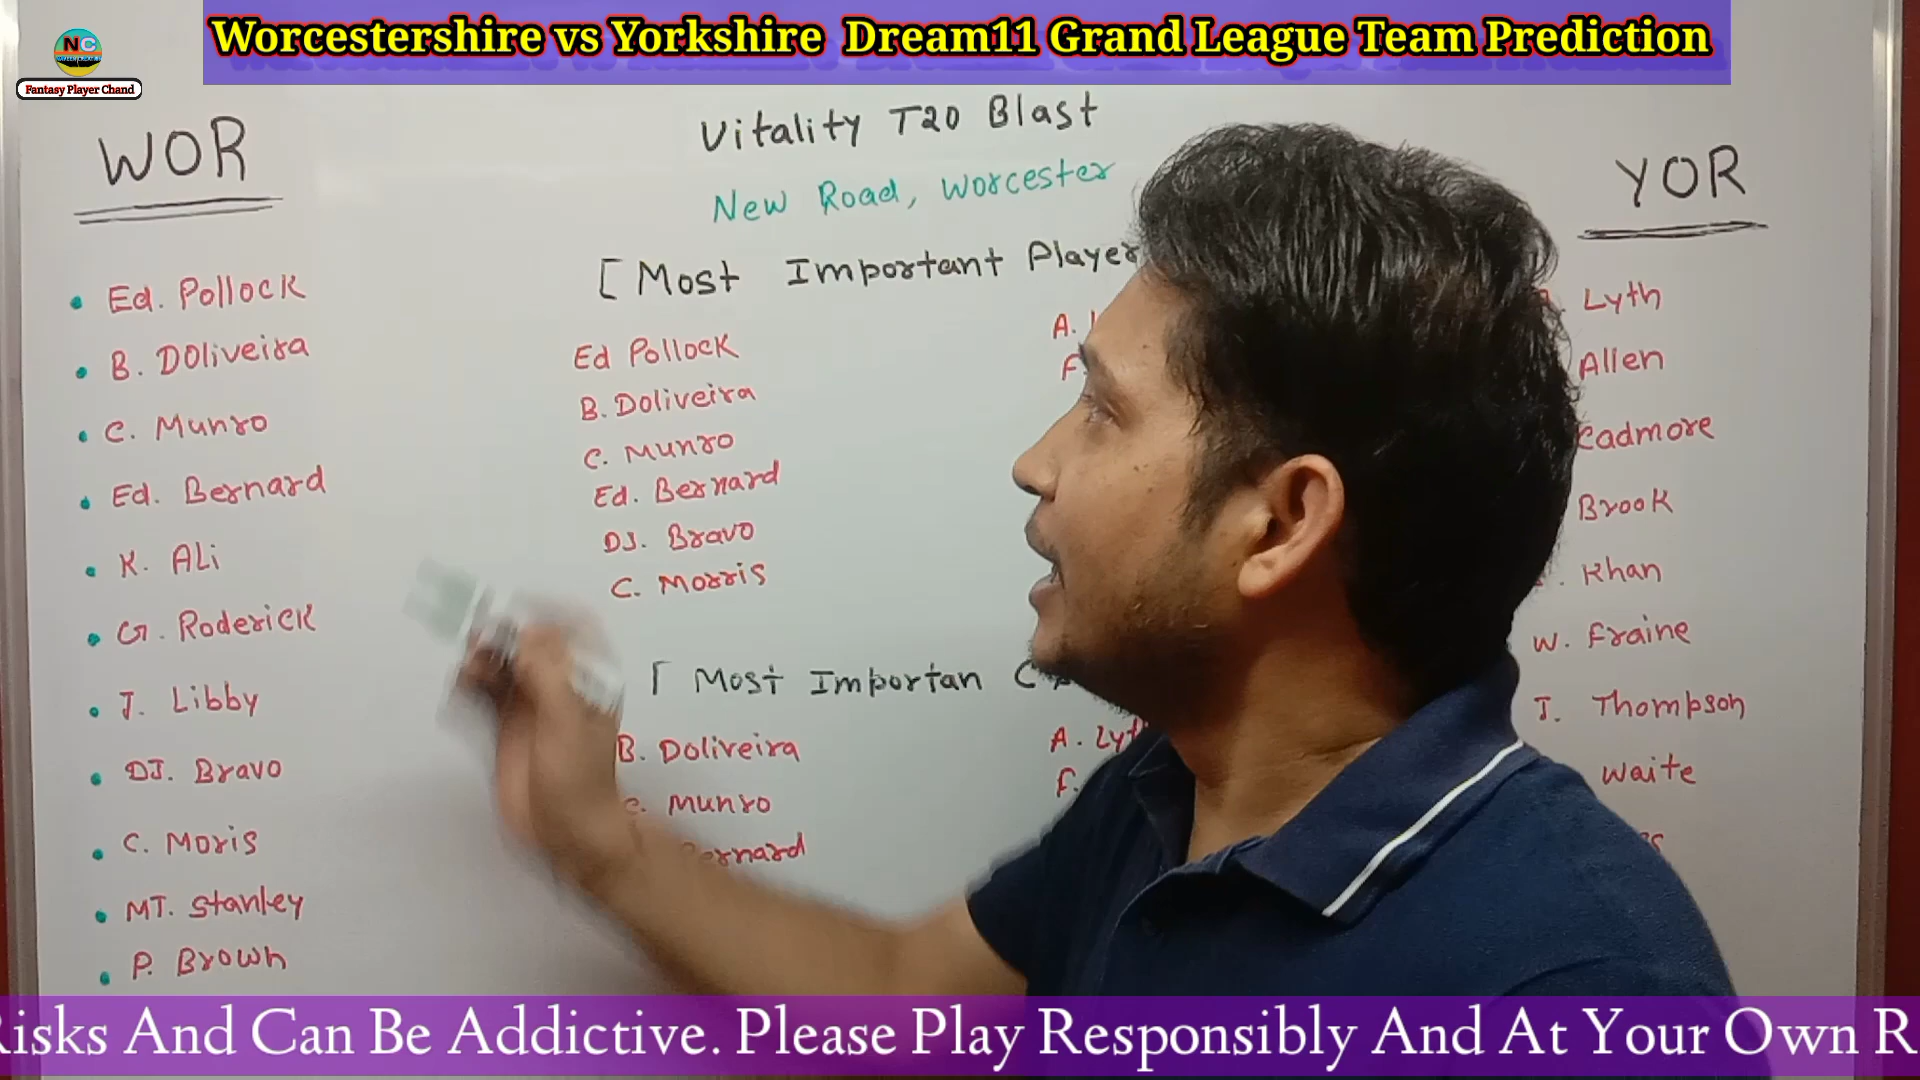 Worcestershire vs Yorkshire Dream11 Grand League Team Prediction
NC
Fantasy Player Chand
Vitality T20 Blast
New Road, Worcester
WOR
Ed. Pollock
B. DOliveira
C. Munro
Ed. Bernard
K. Ali
G. Roderick
J. Libby
DJ. Bravo
C. Moris
MT. Stanley
P. Brown
[ Most Important Player
Ed Pollock
B. Doliveira
C. Munro
Ed. Bernard
DJ. Bravo
C. Morris
A. L
F.
[ Most Importan C
B. Doliveira
C. Munro
Bernard
A. Lyt
F.
YOR
Lyth
Allen
Cadmore
Brook
Khan
W. Fraine
J. Thompson
Waite
Risks And Can Be Addictive. Please Play Responsibly And At Your Own R